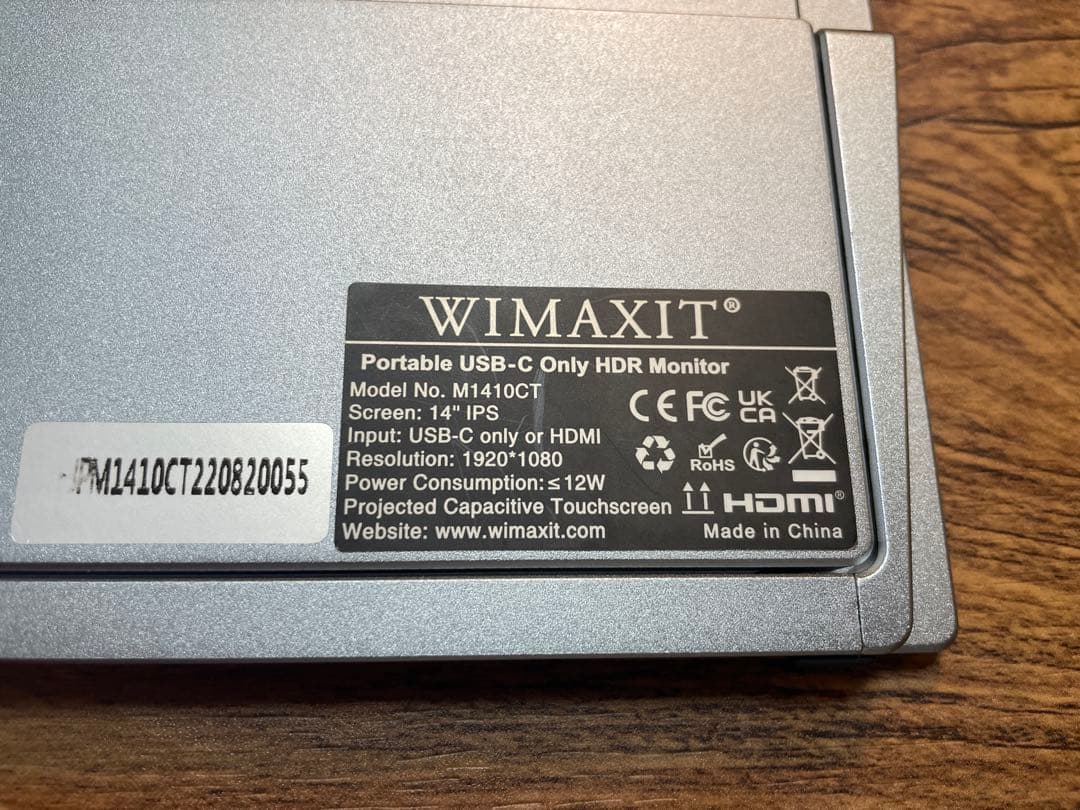 WIMAXIT®
Portable USB-C Only HDR Monitor
Model No. M1410CT
Screen: 14" IPS
Input: USB-C only or HDMI
Resolution: 1920*1080
Power Consumption: ≤12W
Projected Capacitive Touchscreen
Website: www.wimaxit.com
CE FC UK CA
RoHS
HDMI®
Made in China
PM1410CT220820055